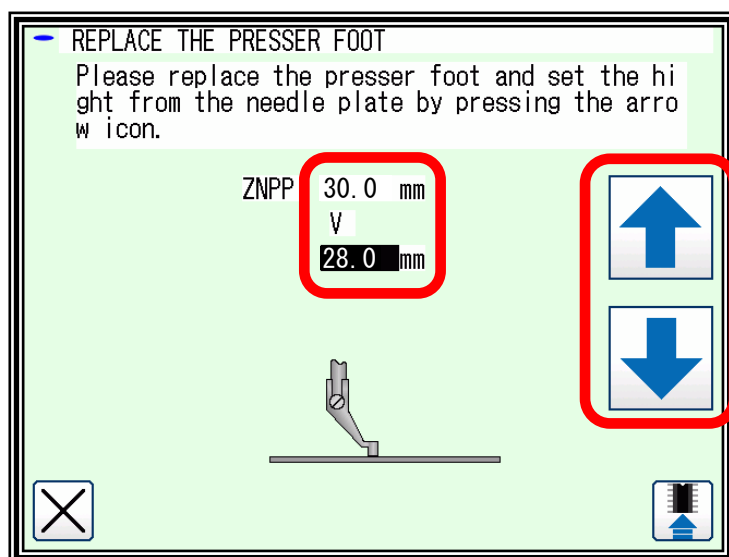 REPLACE THE PRESSER FOOT
Please replace the presser foot and set the hi
ght from the needle plate by pressing the arro
w icon.
ZNPP 30.0 mm
V
28.0 mm